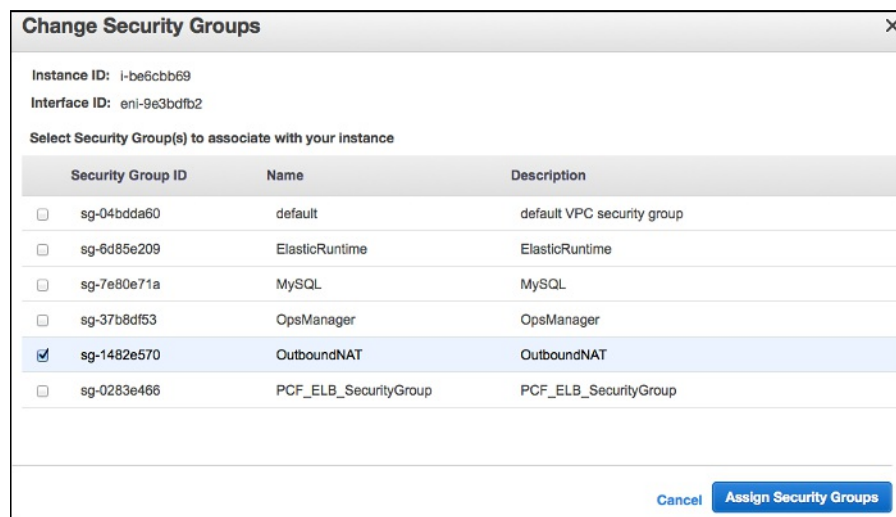 Change Security Groups
Instance ID: i-be6cbb69
Interface ID: eni-9e3bdfb2
Select Security Group(s) to associate with your instance
Security Group ID Name Description
sg-04bdda60 default default VPC security group
sg-6d85e209 ElasticRuntime ElasticRuntime
sg-7e80e71a MySQL MySQL
sg-37b8df53 OpsManager OpsManager
sg-1482e570 OutboundNAT OutboundNAT
sg-0283e466 PCF_ELB_SecurityGroup PCF_ELB_SecurityGroup
Cancel Assign Security Groups